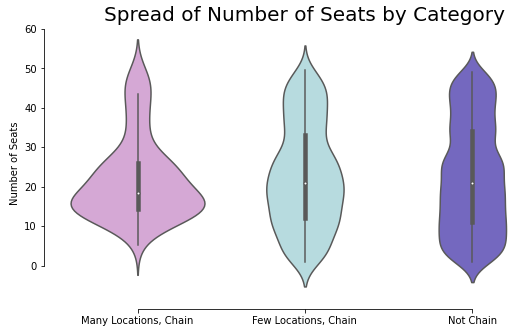 Spread of Number of Seats by Category
60
50
40
30
20
10
0
Number of Seats
Many Locations, Chain
Few Locations, Chain
Not Chain